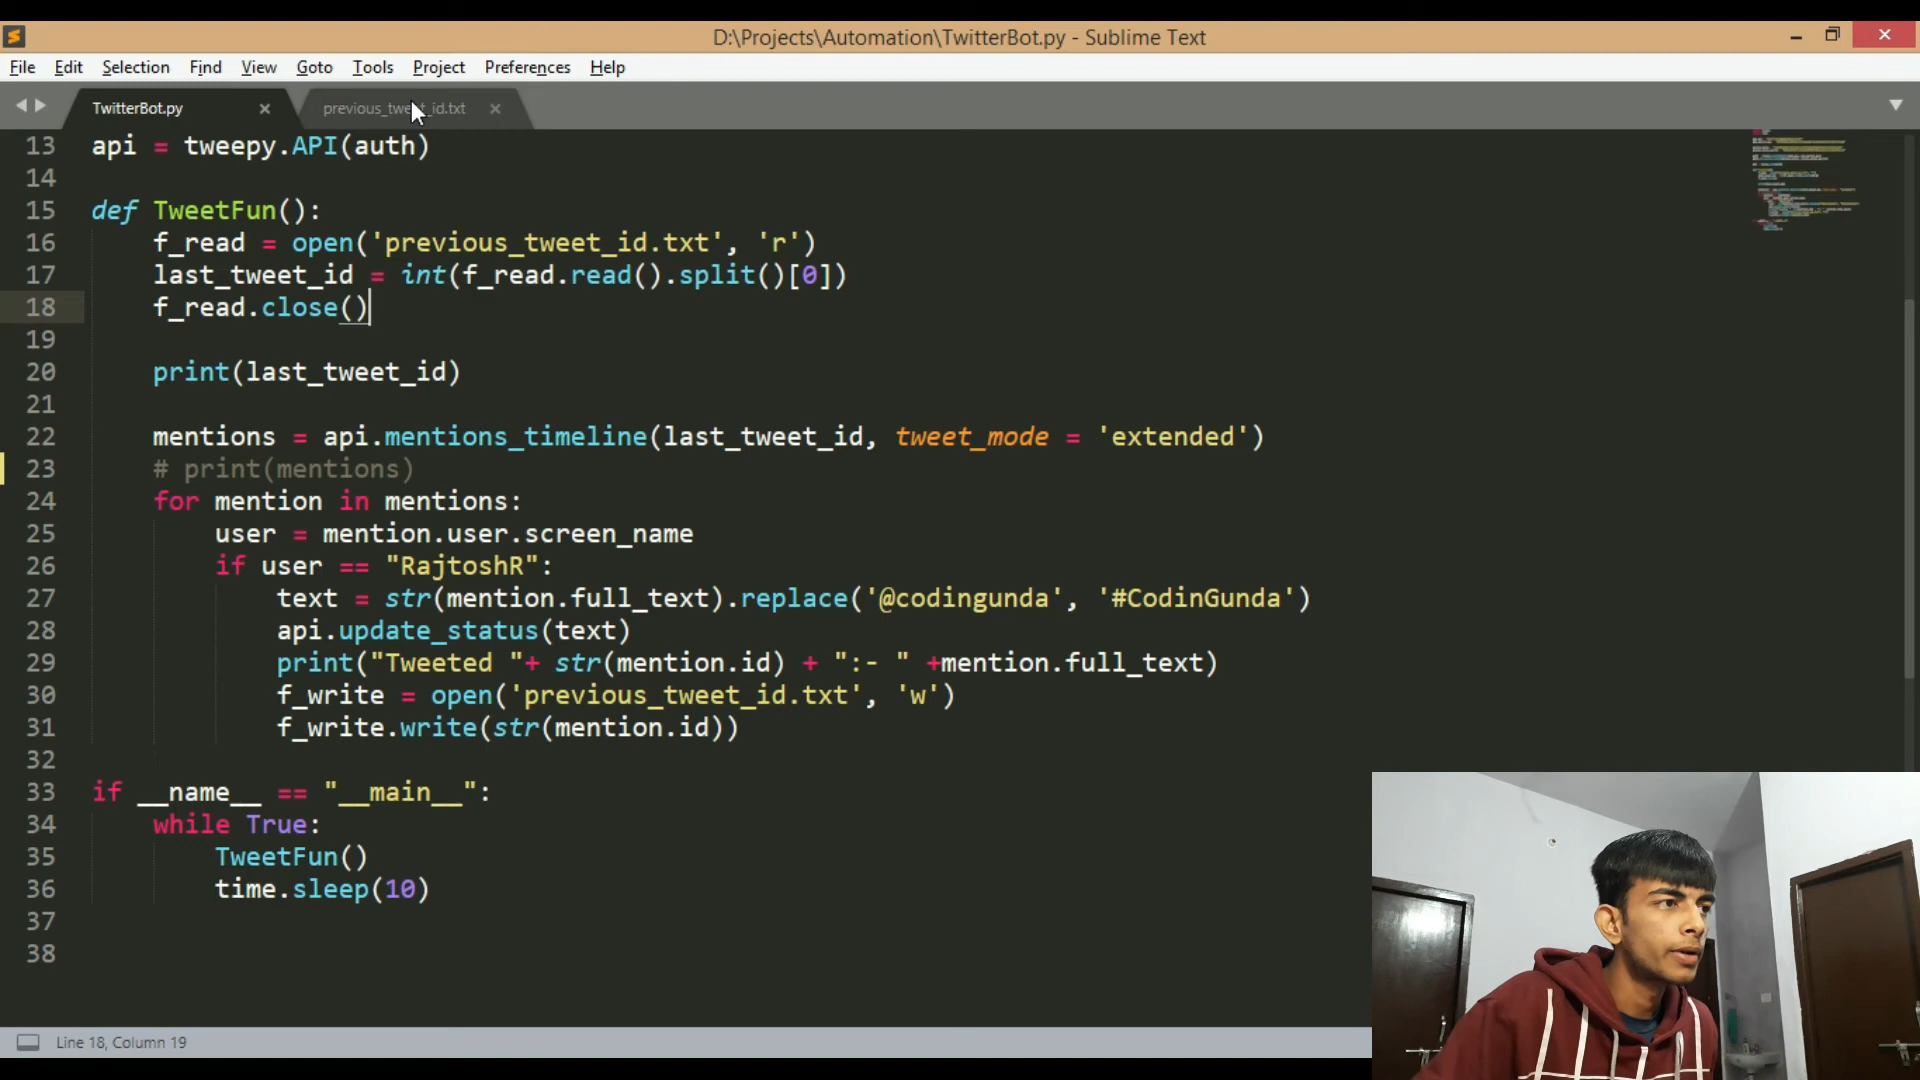 D:\Projects\Automation\TwitterBot.py - Sublime Text
File Edit Selection Find View Goto Tools Project Preferences Help
TwitterBot.py previous_tweet_id.txt
13 api = tweepy.API(auth)
14
15 def TweetFun():
16 f_read = open('previous_tweet_id.txt', 'r')
17 last_tweet_id = int(f_read.read().split()[0])
18 f_read.close()
19
20 print(last_tweet_id)
21
22 mentions = api.mentions_timeline(last_tweet_id, tweet_mode = 'extended')
23 # print(mentions)
24 for mention in mentions:
25 user = mention.user.screen_name
26 if user == "RajtoshR":
27 text = str(mention.full_text).replace('@codingunda', '#CodinGunda')
28 api.update_status(text)
29 print("Tweeted "+ str(mention.id) + ":- " +mention.full_text)
30 f_write = open('previous_tweet_id.txt', 'w')
31 f_write.write(str(mention.id))
32
33 if __name__ == "__main__":
34 while True:
35 TweetFun()
36 time.sleep(10)
37
38
Line 18, Column 19